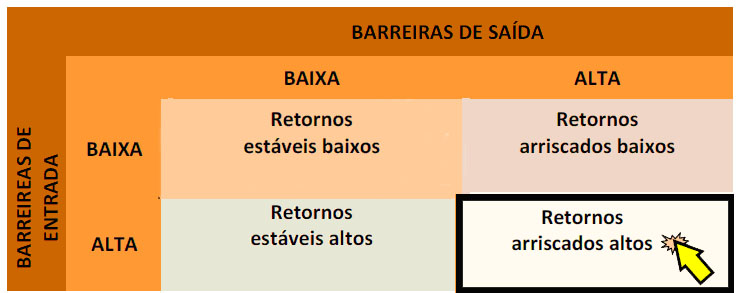 BARREIRAS DE SAÍDA
BAIXA
ALTA
BARREIREAS DE
ENTRADA
BAIXA
Retornos
estáveis baixos
Retornos
arriscados baixos
ALTA
Retornos
estáveis altos
Retornos
arriscados altos